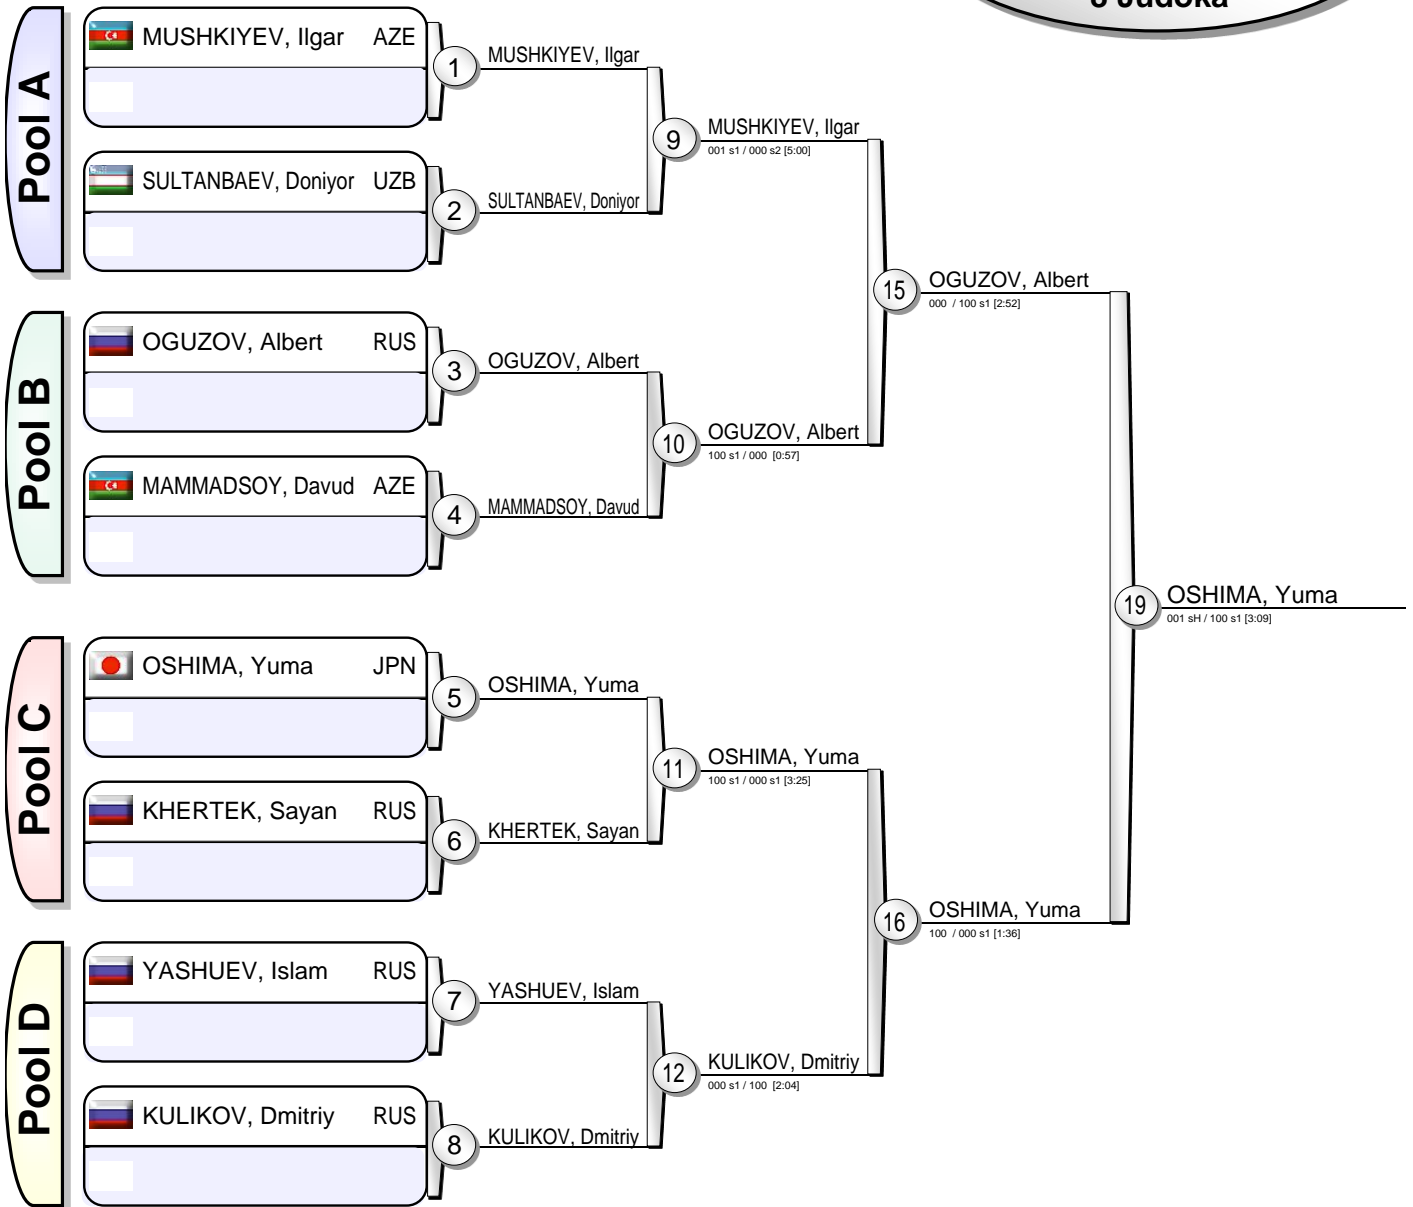 8 Judoka
Pool A
MUSHKIYEV, Ilgar AZE
1
MUSHKIYEV, Ilgar
SULTANBAEV, Doniyor UZB
2
SULTANBAEV, Doniyor
9
MUSHKIYEV, Ilgar
001 s1 / 000 s2 [5:00]
Pool B
OGUZOV, Albert RUS
3
OGUZOV, Albert
MAMMADSOY, Davud AZE
4
MAMMADSOY, Davud
10
OGUZOV, Albert
100 s1 / 000 [0:57]
15
OGUZOV, Albert
000 / 100 s1 [2:52]
Pool C
OSHIMA, Yuma JPN
5
OSHIMA, Yuma
KHERTEK, Sayan RUS
6
KHERTEK, Sayan
11
OSHIMA, Yuma
100 s1 / 000 s1 [3:25]
Pool D
YASHUEV, Islam RUS
7
YASHUEV, Islam
KULIKOV, Dmitriy RUS
8
KULIKOV, Dmitriy
12
KULIKOV, Dmitriy
000 s1 / 100 [2:04]
16
OSHIMA, Yuma
100 / 000 s1 [1:36]
19
OSHIMA, Yuma
001 sH / 100 s1 [3:09]